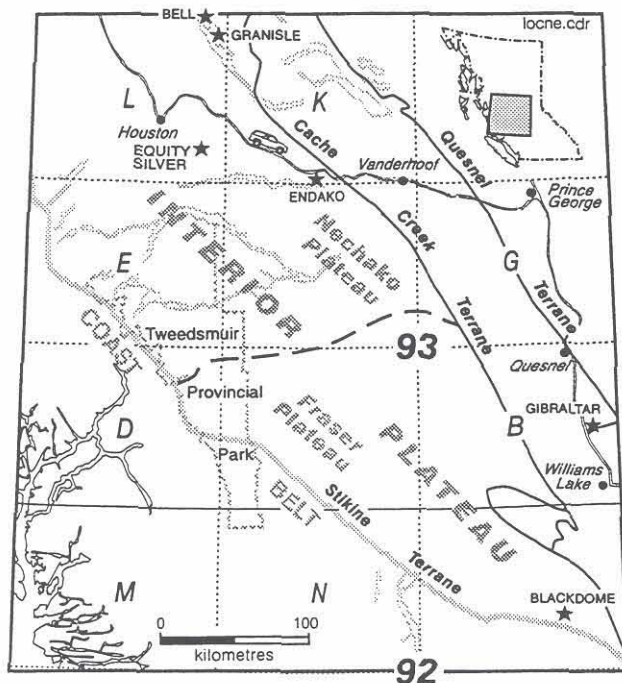 locne.cdr
BELL
GRANISLE
L
K
Houston
EQUITY
SILVER
Cache
Creek
Terrane
Quesnel
Terrane
Vanderhoof
Prince
George
ENDAKO
INTERIOR
PLATEAU
Nechako
Plateau
E
G
COAST
BELT
Tweedsmuir
Provincial
Park
93
Quesnel
GIBRALTAR
D
Fraser
Plateau
B
Williams
Lake
Stikine
Terrane
M
N
BLACKDOME
0
100
kilometres
92